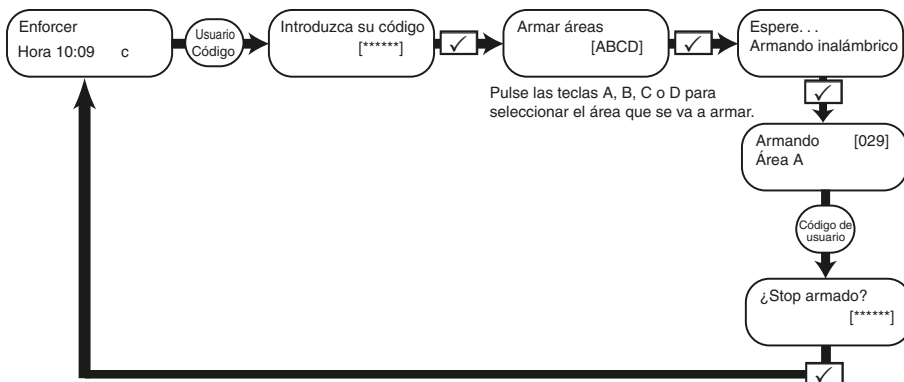 Enforcer
Hora 10:09 c
Usuario
Código
Introduzca su código
[******]
✓
Armar áreas
[ABCD]
✓
Espere. . .
Armando inalámbrico
Pulse las teclas A, B, C o D para
seleccionar el área que se va a armar.
✓
Armando [029]
Área A
Código de
usuario
¿Stop armado?
[******]
✓